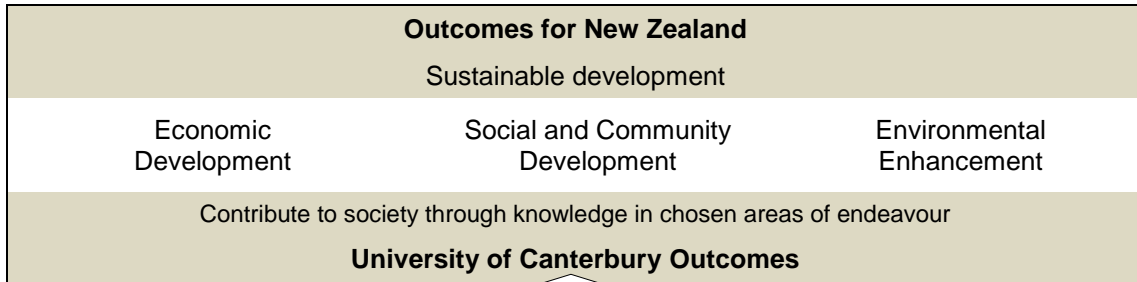 Outcomes for New Zealand
Sustainable development
Economic
Development
Social and Community
Development
Environmental
Enhancement
Contribute to society through knowledge in chosen areas of endeavour
University of Canterbury Outcomes